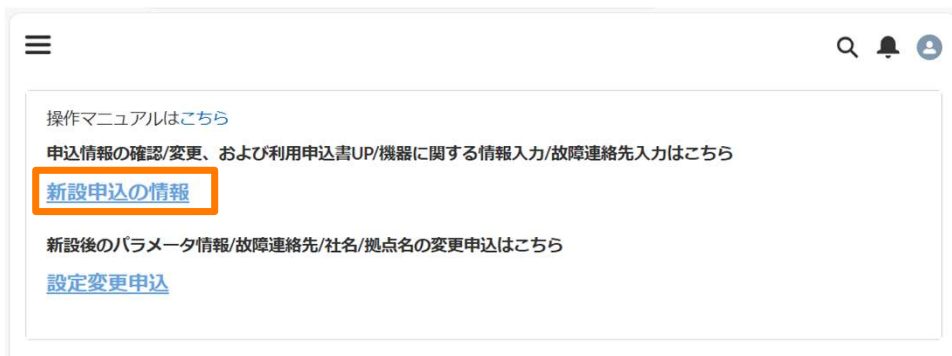 操作マニュアルはこちら
申込情報の確認/変更、および利用申込書UP/機器に関する情報入力/故障連絡先入力はこちら
新設申込の情報
新設後のパラメータ情報/故障連絡先/社名/拠点名の変更申込はこちら
設定変更申込